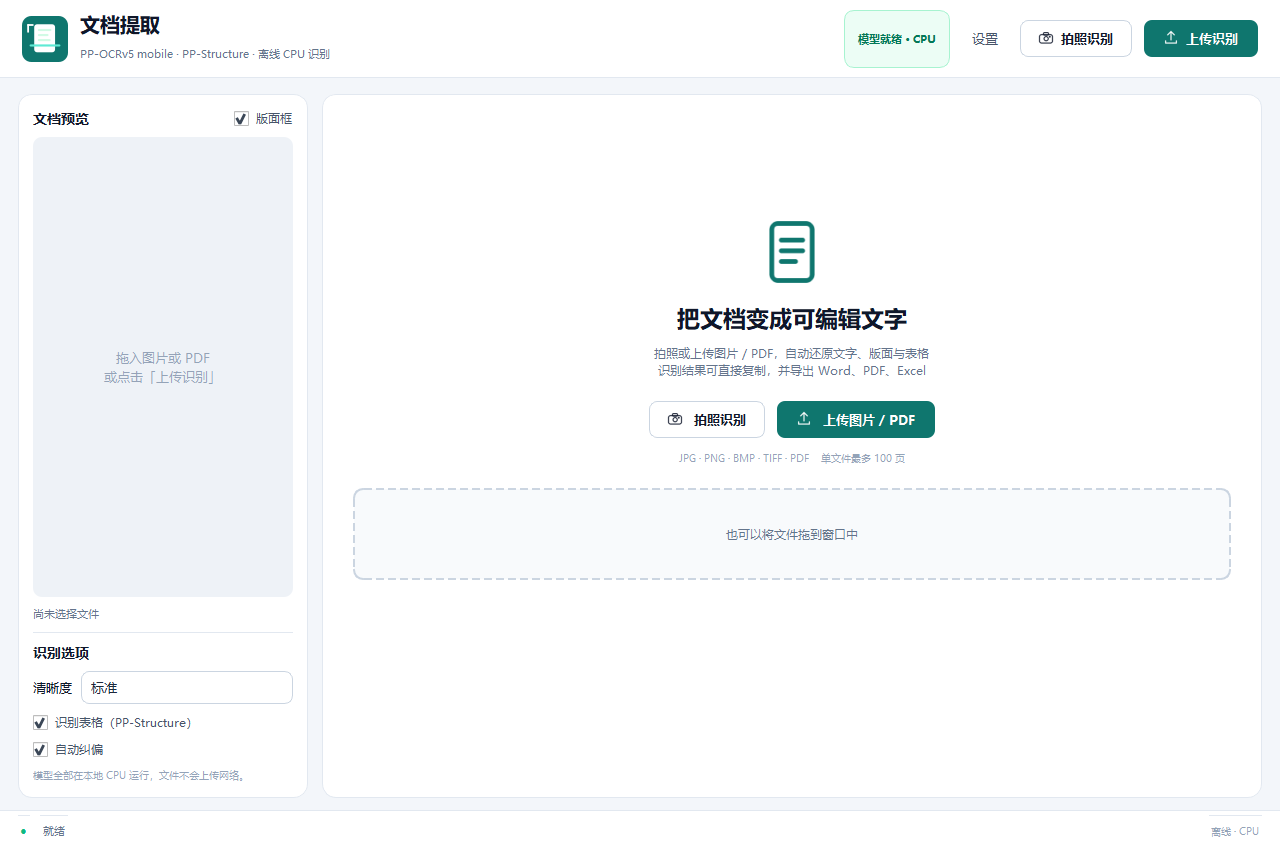 文档提取
PP-OCRv5 mobile · PP-Structure · 离线 CPU 识别
模型就绪 • CPU
设置
拍照识别
上传识别
文档预览
版面框
拖入图片或 PDF
或点击「上传识别」
尚未选择文件
识别选项
清晰度
标准
识别表格（PP-Structure）
自动纠偏
模型全部在本地 CPU 运行，文件不会上传网络。
把文档变成可编辑文字
拍照或上传图片 / PDF，自动还原文字、版面与表格
识别结果可直接复制，并导出 Word、PDF、Excel
拍照识别
上传图片 / PDF
JPG · PNG · BMP · TIFF · PDF 单文件最多 100 页
也可以将文件拖到窗口中
就绪
离线 · CPU